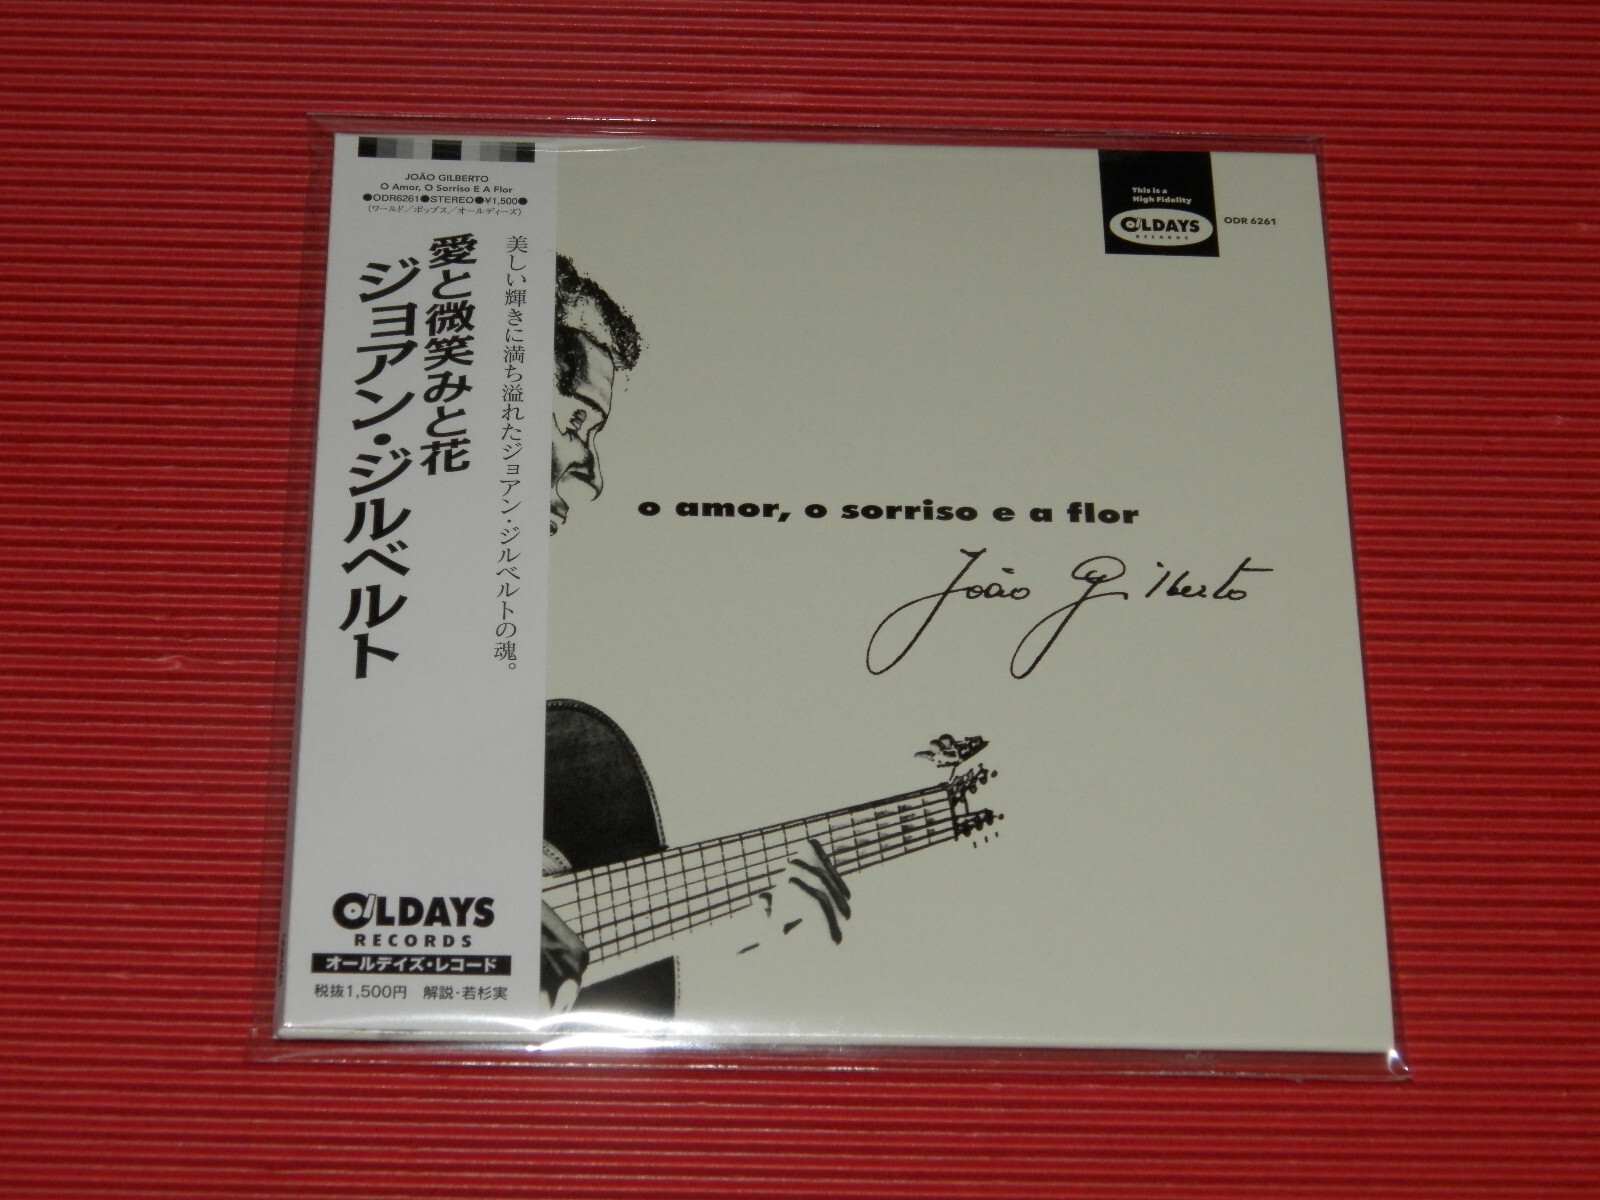 JOÃO GILBERTO
O Amor, O Sorriso E A Flor
●ODR6261●STEREO●¥1,500●
(ワールド/ポップス/オールディーズ)
美しい輝きに満ち溢れたジョアン・ジルベルトの魂。
愛と微笑みと花
ジョアン・ジルベルト
OLDAYS
RECORDS
オールデイズ・レコード
税抜1,500円 解説・若杉実
This is a
High Fidelity
OLDAYS
RECORDS
ODR 6261
o amor, o sorriso e a flor
João Gilberto